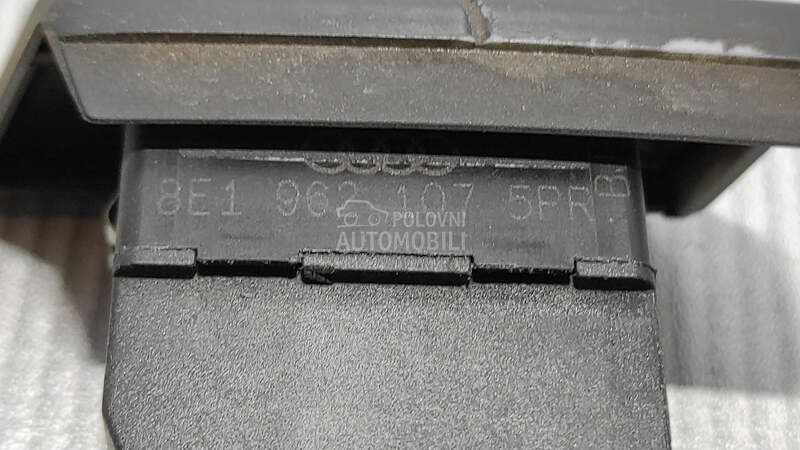 8E1 962 107 5PR B
POLOVNI
AUTOMOBILI